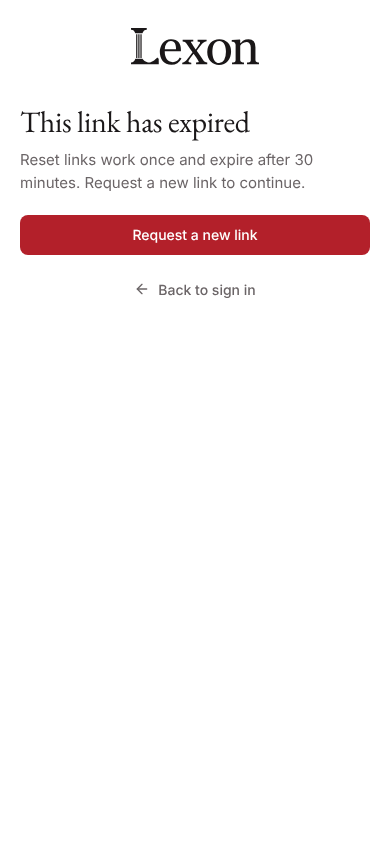 Lexon
This link has expired
Reset links work once and expire after 30
minutes. Request a new link to continue.
Request a new link
Back to sign in